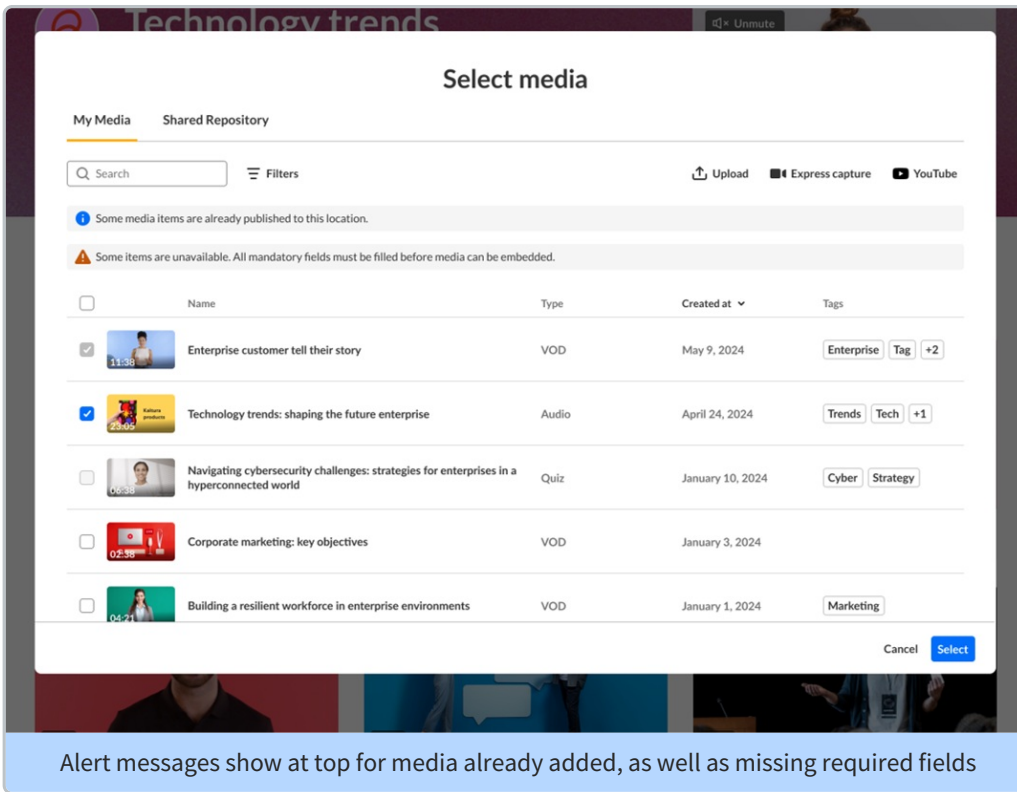 Technology trends
Unmute
Select media
My Media
Shared Repository
Search
Filters
Upload
Express capture
YouTube
Some media items are already published to this location.
Some items are unavailable. All mandatory fields must be filled before media can be embedded.
Name Type Created at Tags
11:38 Enterprise customer tell their story VOD May 9, 2024 Enterprise Tag +2
Kaltura
products
23:05 Technology trends: shaping the future enterprise Audio April 24, 2024 Trends Tech +1
06:38 Navigating cybersecurity challenges: strategies for enterprises in a
hyperconnected world Quiz January 10, 2024 Cyber Strategy
02:38 Corporate marketing: key objectives VOD January 3, 2024
04:21 Building a resilient workforce in enterprise environments VOD January 1, 2024 Marketing
Cancel Select
Alert messages show at top for media already added, as well as missing required fields